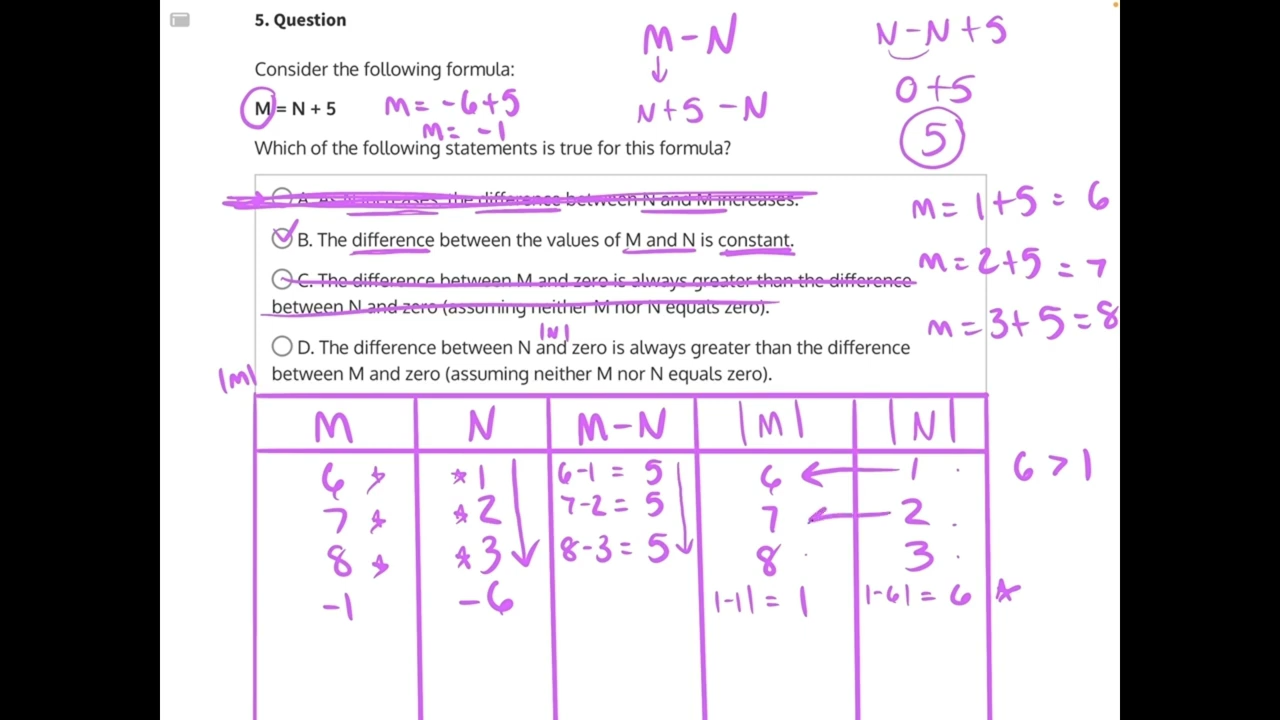 5. Question
M - N
N - N + 5
Consider the following formula:
M = N + 5
m = -6+5
N + 5 - N
0+5
m = -1
5
Which of the following statements is true for this formula?
A. As N increases, the difference between N and M increases.
m = 1+5 = 6
B. The difference between the values of M and N is constant.
m = 2+5 = 7
C. The difference between M and zero is always greater than the difference
between N and zero (assuming neither M nor N equals zero).
m = 3+5 = 8
|N|
D. The difference between N and zero is always greater than the difference
|M|
between M and zero (assuming neither M nor N equals zero).
M N M-N |M| |N|
6 1 6-1 = 5 6 1 6 > 1
7 2 7-2 = 5 7 2
8 3 8-3 = 5 8 3
-1 -6 |-1| = 1 |-6| = 6